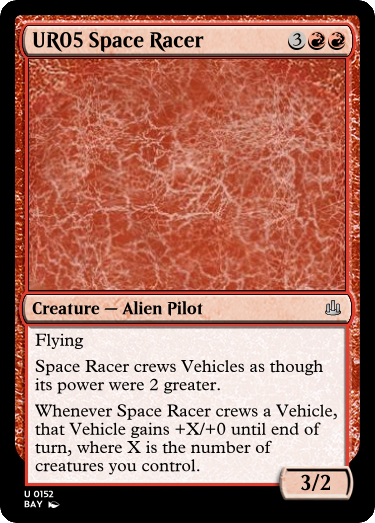 UR05 Space Racer 3
Creature — Alien Pilot
Flying
Space Racer crews Vehicles as though
its power were 2 greater.
Whenever Space Racer crews a Vehicle,
that Vehicle gains +X/+0 until end of
turn, where X is the number of
creatures you control.
3/2
U 0152
BAY